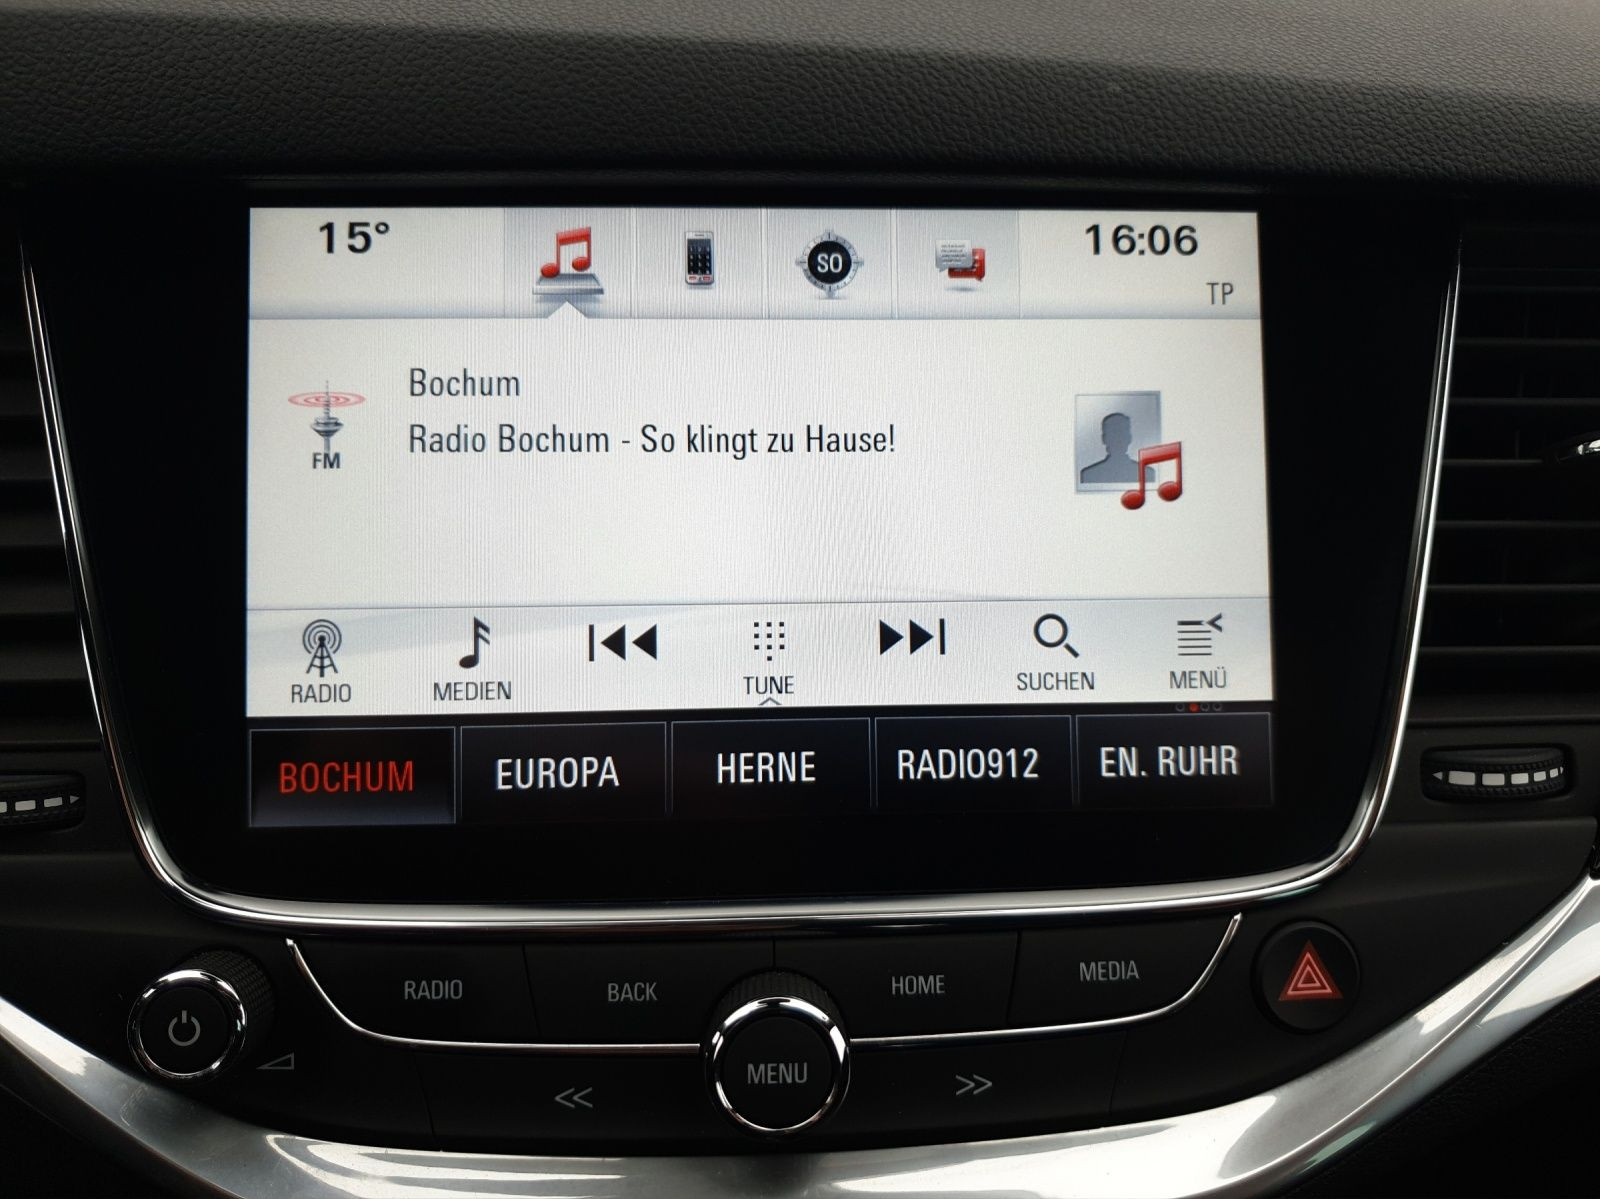 15°
SO
16:06
TP
Bochum
Radio Bochum - So klingt zu Hause!
FM
RADIO
MEDIEN
TUNE
SUCHEN
MENÜ
BOCHUM
EUROPA
HERNE
RADIO912
EN. RUHR
RADIO
BACK
HOME
MEDIA
MENU